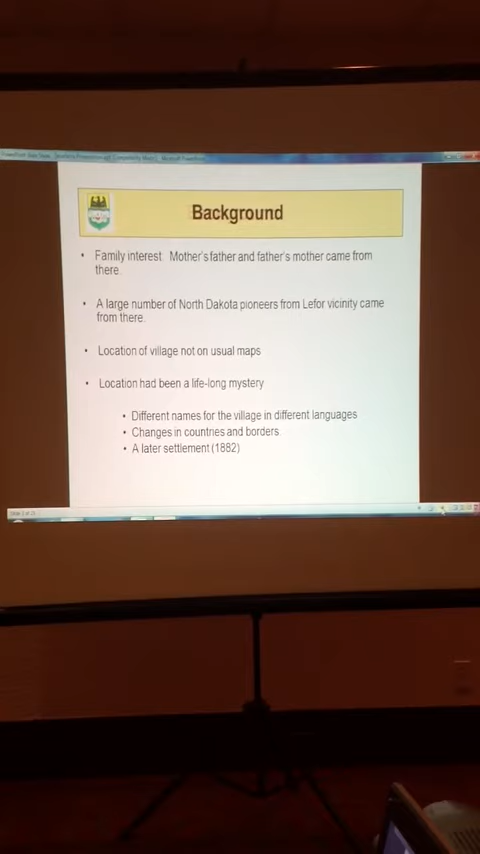 Background
• Family interest. Mother's father and father's mother came from
there.
• A large number of North Dakota pioneers from Lefor vicinity came
from there.
• Location of village not on usual maps
• Location had been a life-long mystery
• Different names for the village in different languages
• Changes in countries and borders.
• A later settlement (1882)